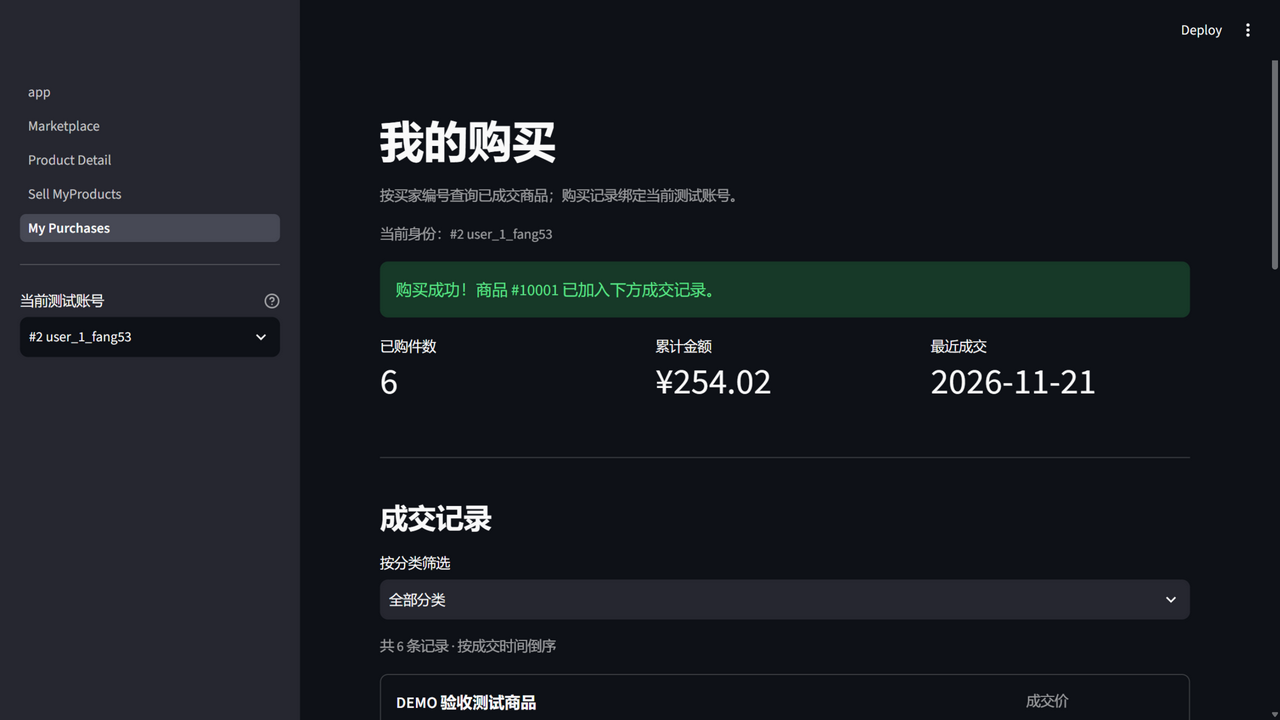 Deploy
app
Marketplace
Product Detail
Sell MyProducts
My Purchases
当前测试账号
#2 user_1_fang53
我的购买
按买家编号查询已成交商品；购买记录绑定当前测试账号。
当前身份：#2 user_1_fang53
购买成功！商品 #10001 已加入下方成交记录。
已购件数
6
累计金额
¥254.02
最近成交
2026-11-21
成交记录
按分类筛选
全部分类
共 6 条记录 · 按成交时间倒序
DEMO 验收测试商品
成交价